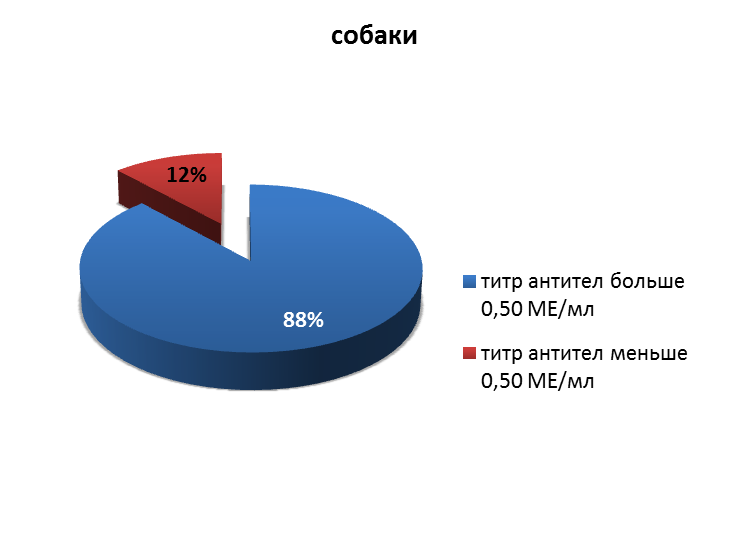 собаки
12%
88%
титр антител больше
0,50 МЕ/мл
титр антител меньше
0,50 МЕ/мл